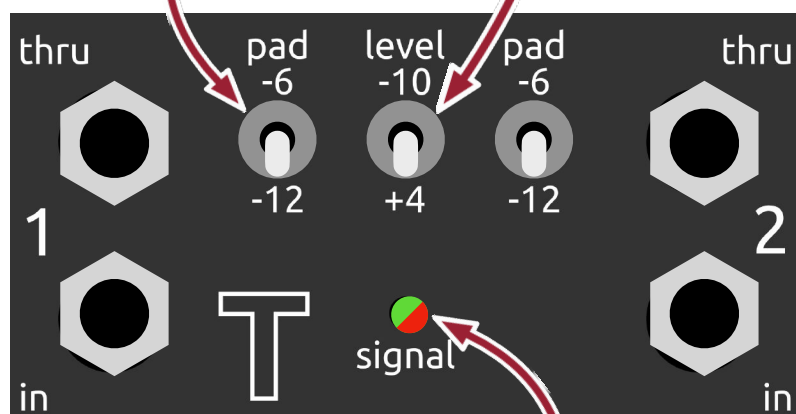 thru
pad
level
pad
thru
-6
-10
-6
-12
+4
-12
1
2
T
signal
in
in